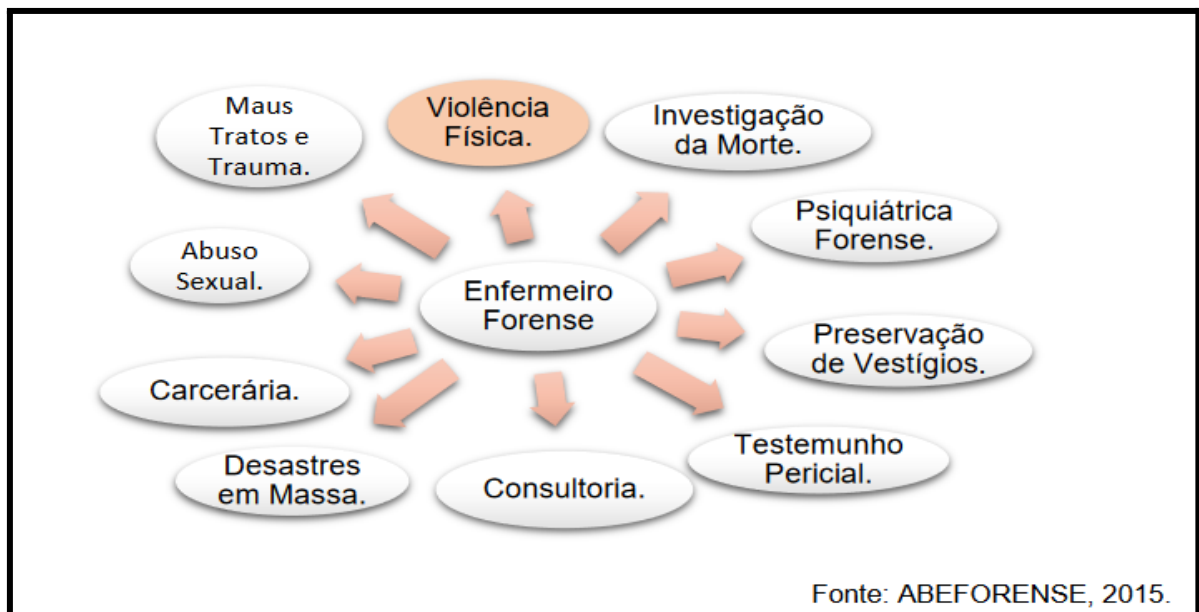 Maus
Tratos e
Trauma.
Violência
Física.
Investigação
da Morte.
Psiquiátrica
Forense.
Abuso
Sexual.
Enfermeiro
Forense
Preservação
de Vestígios.
Carcerária.
Testemunho
Pericial.
Desastres
em Massa.
Consultoria.
Fonte: ABEFORENSE, 2015.